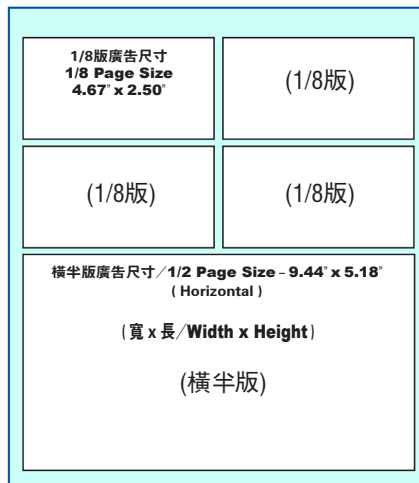 1/8版廣告尺寸
1/8 Page Size
4.67" x 2.50"
(1/8版)
(1/8版)
(1/8版)
橫半版廣告尺寸/1/2 Page Size – 9.44" x 5.18"
( Horizontal )
(寬 x 長/Width x Height)
(橫半版)